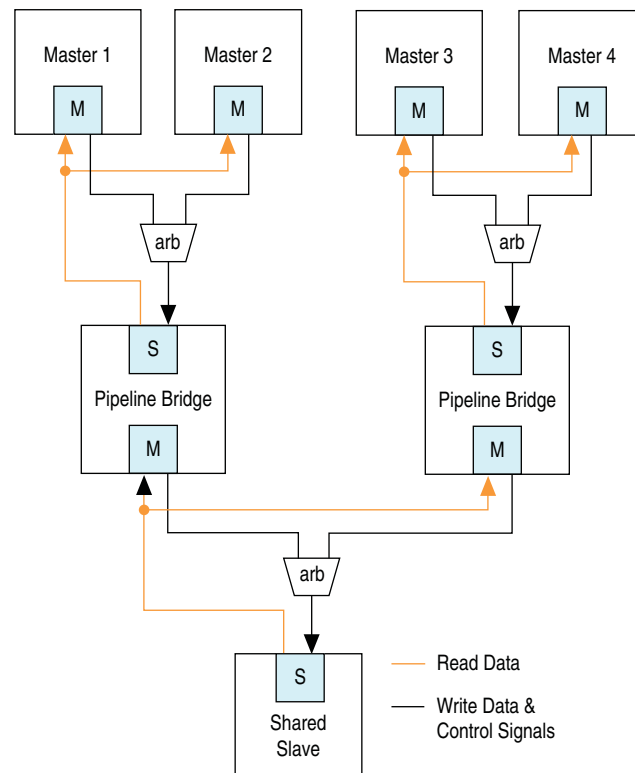 Master 1
Master 2
Master 3
Master 4
M
M
M
M
arb
arb
S
S
Pipeline Bridge
Pipeline Bridge
M
M
arb
S
Shared
Slave
Read Data
Write Data &
Control Signals